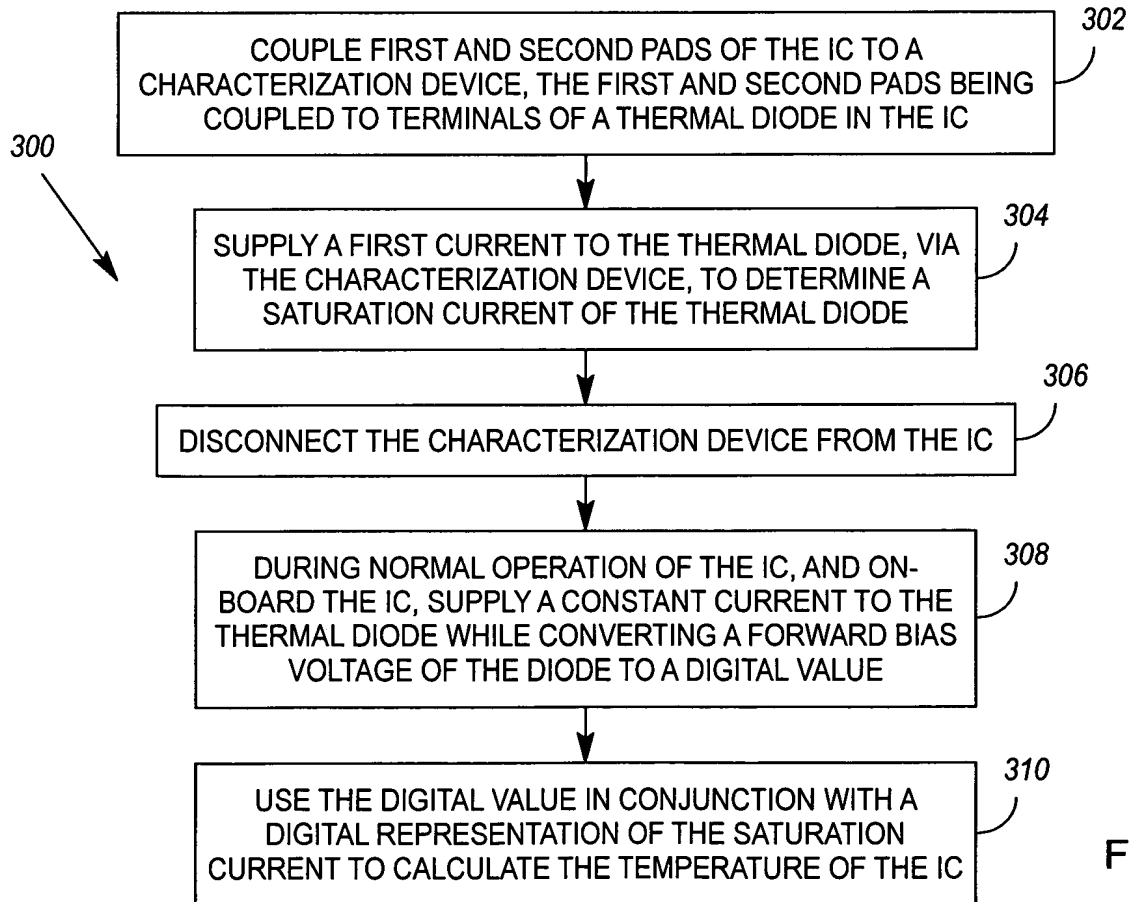 302
COUPLE FIRST AND SECOND PADS OF THE IC TO A
CHARACTERIZATION DEVICE, THE FIRST AND SECOND PADS BEING
COUPLED TO TERMINALS OF A THERMAL DIODE IN THE IC
300
304
SUPPLY A FIRST CURRENT TO THE THERMAL DIODE, VIA
THE CHARACTERIZATION DEVICE, TO DETERMINE A
SATURATION CURRENT OF THE THERMAL DIODE
306
DISCONNECT THE CHARACTERIZATION DEVICE FROM THE IC
308
DURING NORMAL OPERATION OF THE IC, AND ON-
BOARD THE IC, SUPPLY A CONSTANT CURRENT TO THE
THERMAL DIODE WHILE CONVERTING A FORWARD BIAS
VOLTAGE OF THE DIODE TO A DIGITAL VALUE
310
USE THE DIGITAL VALUE IN CONJUNCTION WITH A
DIGITAL REPRESENTATION OF THE SATURATION
CURRENT TO CALCULATE THE TEMPERATURE OF THE IC
F